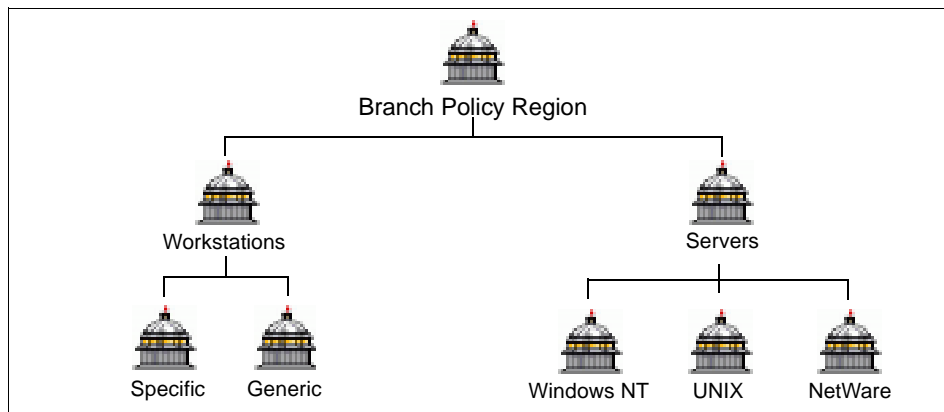 Branch Policy Region
Workstations
Servers
Specific
Generic
Windows NT
UNIX
NetWare